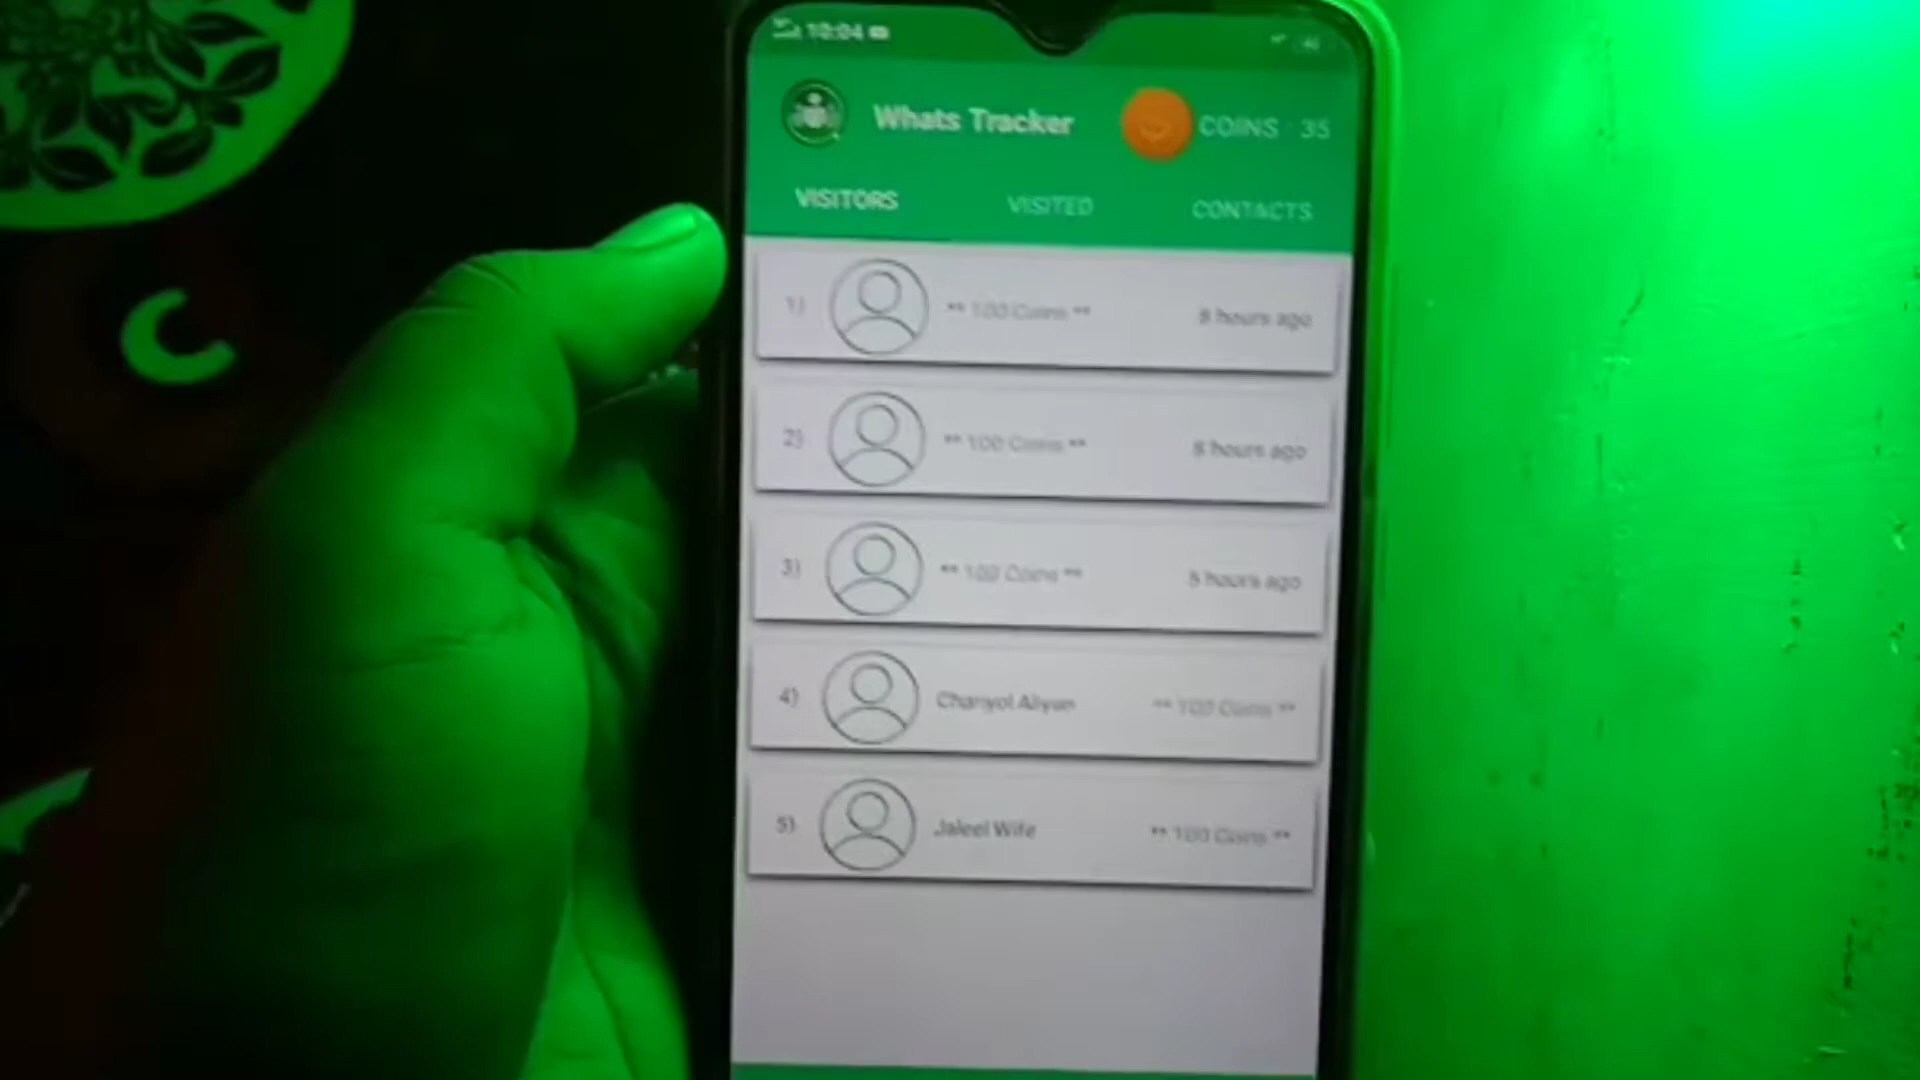 10:04
Whats Tracker
COINS : 35
VISITORS VISITED CONTACTS
1) ** 100 Coins ** 8 hours ago
2) ** 100 Coins ** 8 hours ago
3) ** 100 Coins ** 5 hours ago
4) Chanyol Aliyun ** 100 Coins **
5) Jaleel Wife ** 100 Coins **